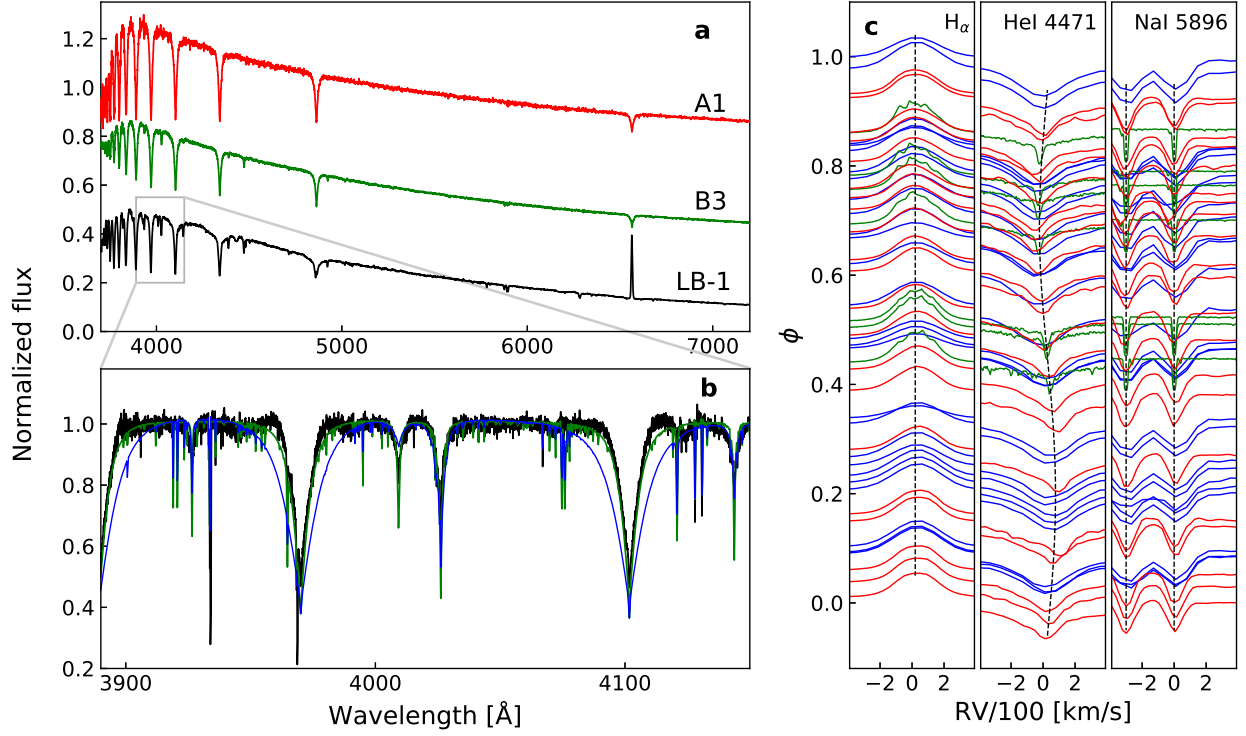 Normalized flux
1.2
1.0
0.8
0.6
0.4
0.2
0.0
a
A1
B3
LB-1
4000
5000
6000
7000
1.0
0.8
0.6
0.4
0.2
b
3900
4000
4100
Wavelength [Å]
c
Hα
HeI 4471
NaI 5896
ϕ
1.0
0.8
0.6
0.4
0.2
0.0
−2 0 2
−2 0 2
−2 0 2
RV/100 [km/s]